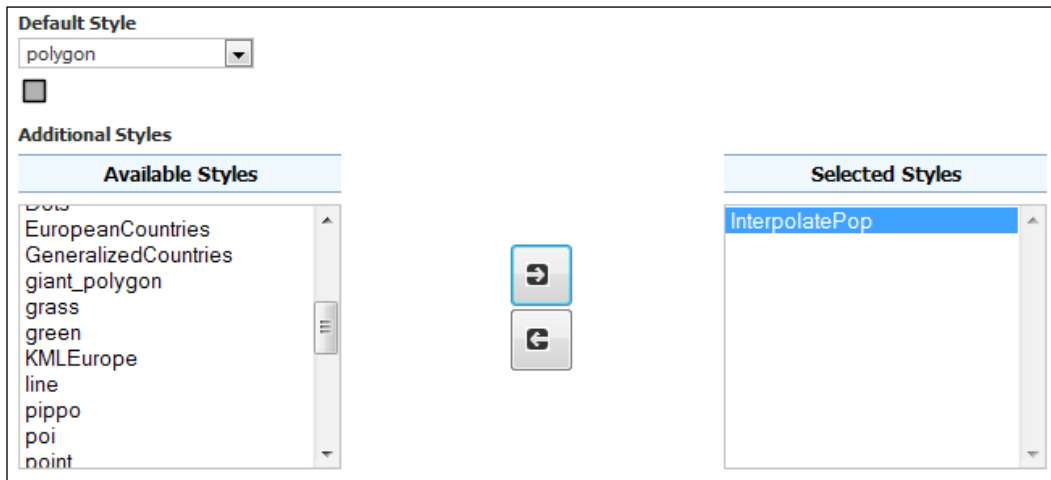 Default Style
polygon
Additional Styles
Available Styles
Dots
EuropeanCountries
GeneralizedCountries
giant_polygon
grass
green
KMLEurope
line
pippo
poi
point
Selected Styles
InterpolatePop